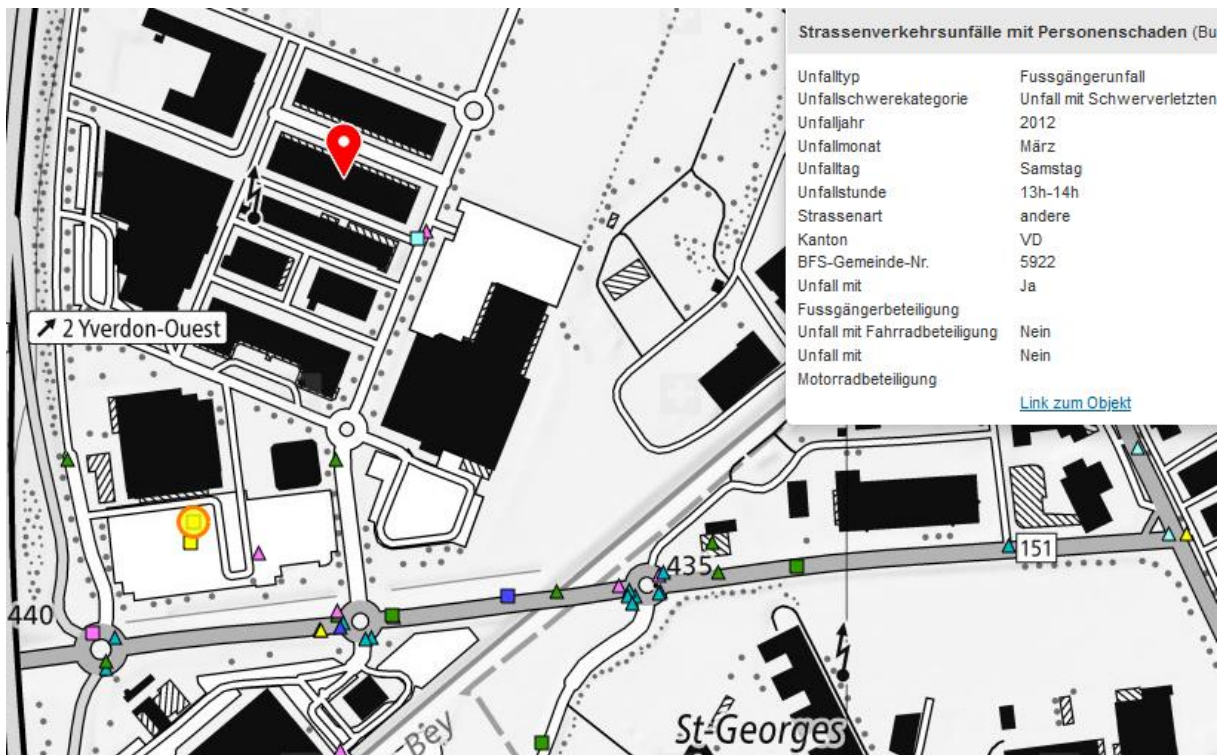 Strassenverkehrsunfälle mit Personenschaden (Bu
Unfalltyp Fussgängerunfall
Unfallschwerekategorie Unfall mit Schwerverletzten
Unfalljahr 2012
Unfallmonat März
Unfalltag Samstag
Unfallstunde 13h-14h
Strassenart andere
Kanton VD
BFS-Gemeinde-Nr. 5922
Unfall mit Ja
Fussgängerbeteiligung
Unfall mit Fahrradbeteiligung Nein
Unfall mit Nein
Motorradbeteiligung
Link zum Objekt
2 Yverdon-Ouest
151
435
440
St-Georges
Bey